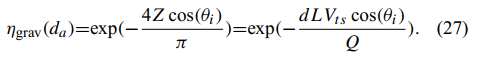 η_grav(d_a)=exp(−4Z cos(θ_i)/π)=exp(−dLV_ts cos(θ_i)/Q). (27)